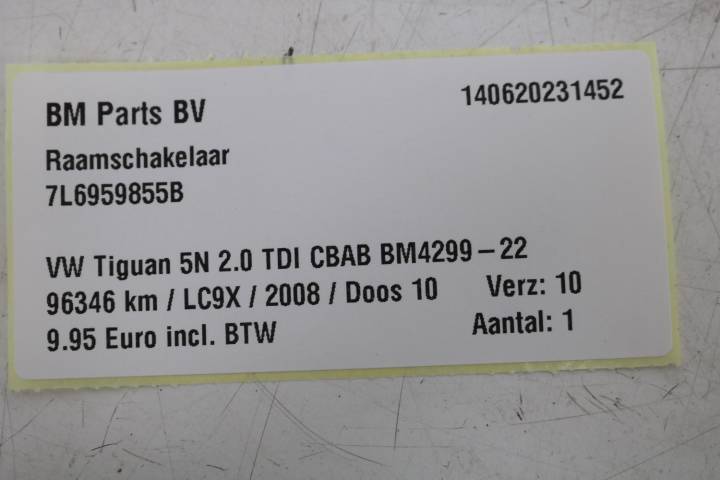 BM Parts BV 140620231452
Raamschakelaar
7L6959855B
VW Tiguan 5N 2.0 TDI CBAB BM4299-22
96346 km / LC9X / 2008 / Doos 10 Verz: 10
9.95 Euro incl. BTW Aantal: 1